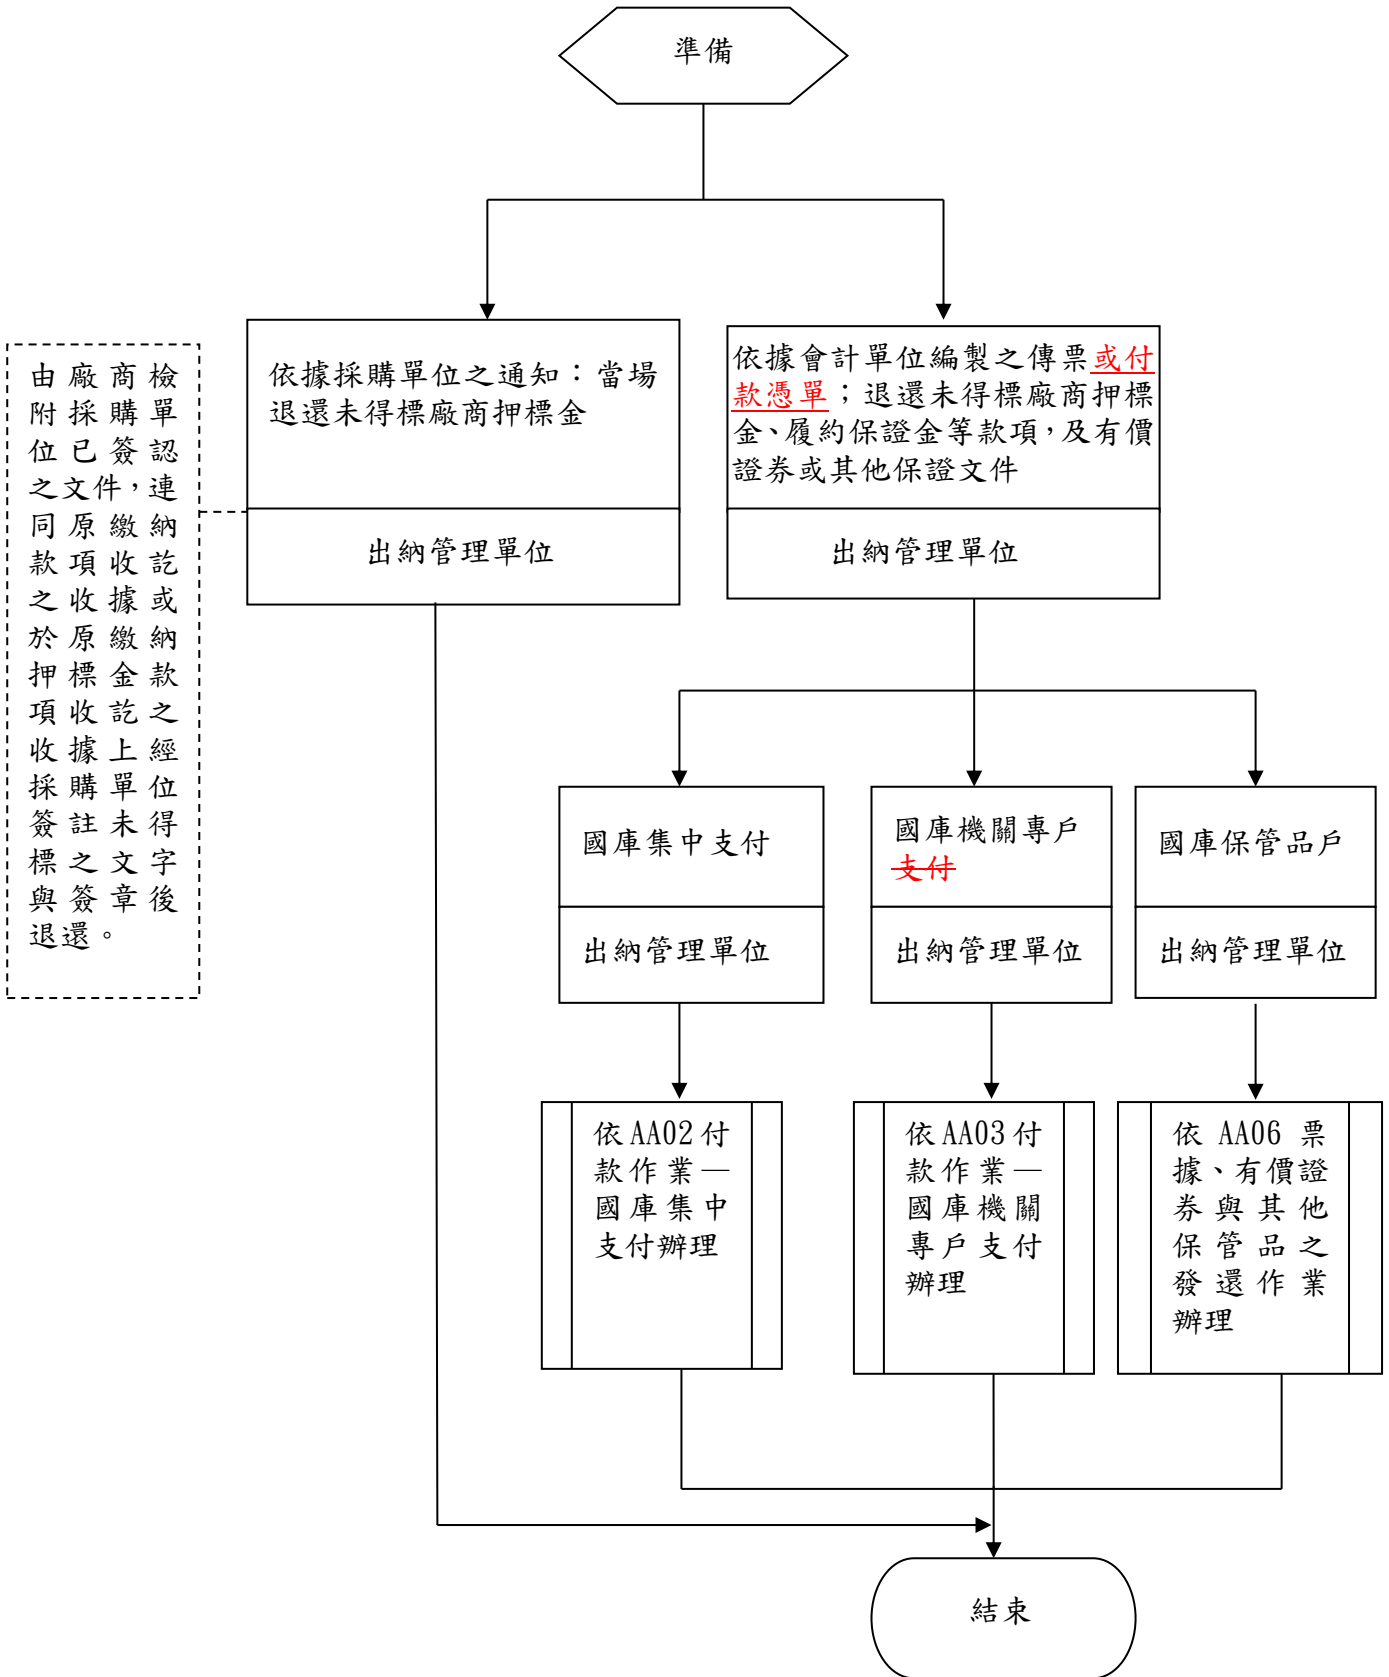 準備
依據採購單位之通知：當場
退還未得標廠商押標金
出納管理單位
依據會計單位編製之傳票或付
款憑單；退還未得標廠商押標
金、履約保證金等款項，及有價
證券或其他保證文件
出納管理單位
由廠商檢
附採購單
位已簽認
之文件，連
同原繳納
款項收訖
之收據或
於原繳納
押標金款
項收訖之
收據上經
採購單位
簽註未得
標之文字
與簽章後
退還。
國庫集中支付
出納管理單位
國庫機關專戶
支付
出納管理單位
國庫保管品戶
出納管理單位
依AA02付
款作業—
國庫集中
支付辦理
依AA03付
款作業—
國庫機關
專戶支付
辦理
依 AA06 票
據、有價證
券與其他
保管品之
發還作業
辦理
結束